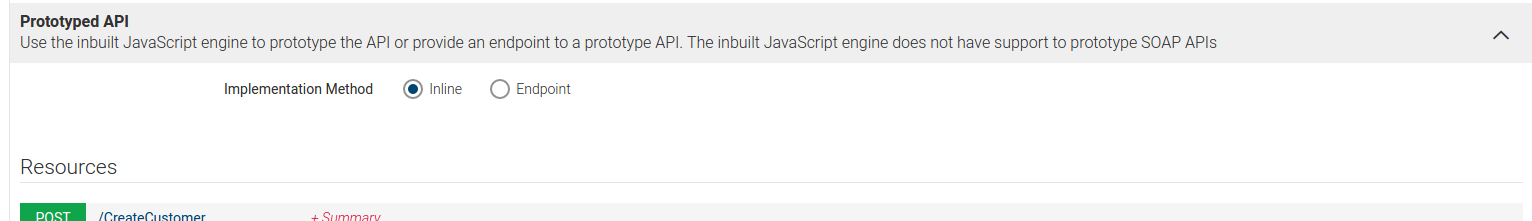 Prototyped API
Use the inbuilt JavaScript engine to prototype the API or provide an endpoint to a prototype API. The inbuilt JavaScript engine does not have support to prototype SOAP APIs
Implementation Method Inline Endpoint
Resources
POST /CreateCustomer + Summary